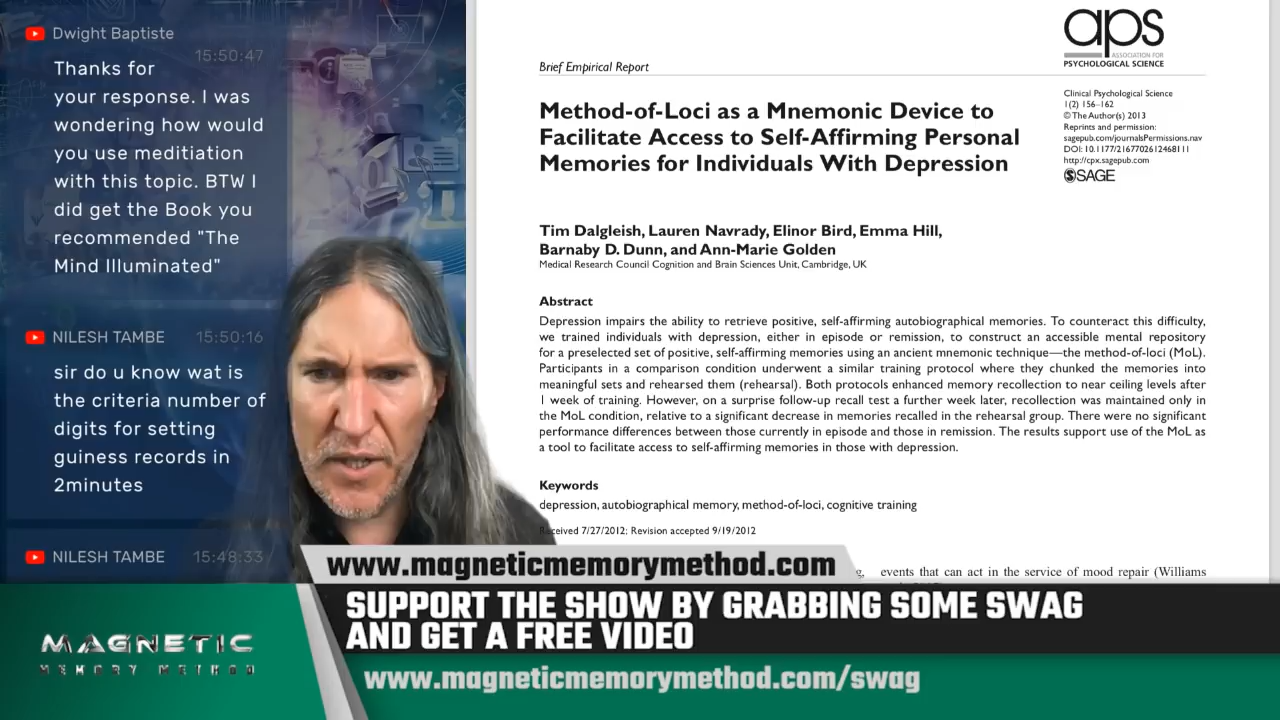 Dwight Baptiste
15:50:47
Thanks for
your response. I was
wondering how would
you use meditiation
with this topic. BTW I
did get the Book you
recommended "The
Mind Illuminated"
NILESH TAMBE 15:50:16
sir do u know wat is
the criteria number of
digits for setting
guiness records in
2minutes
NILESH TAMBE 15:48:33
aps
ASSOCIATION FOR
PSYCHOLOGICAL SCIENCE
Brief Empirical Report
Clinical Psychological Science
1(2) 156–162
© The Author(s) 2013
Reprints and permission:
sagepub.com/journalsPermissions.nav
DOI: 10.1177/2167702612468111
http://cpx.sagepub.com
SAGE
Method-of-Loci as a Mnemonic Device to
Facilitate Access to Self-Affirming Personal
Memories for Individuals With Depression
Tim Dalgleish, Lauren Navrady, Elinor Bird, Emma Hill,
Barnaby D. Dunn, and Ann-Marie Golden
Medical Research Council Cognition and Brain Sciences Unit, Cambridge, UK
Abstract
Depression impairs the ability to retrieve positive, self-affirming autobiographical memories. To counteract this difficulty,
we trained individuals with depression, either in episode or remission, to construct an accessible mental repository
for a preselected set of positive, self-affirming memories using an ancient mnemonic technique—the method-of-loci (MoL).
Participants in a comparison condition underwent a similar training protocol where they chunked the memories into
meaningful sets and rehearsed them (rehearsal). Both protocols enhanced memory recollection to near ceiling levels after
1 week of training. However, on a surprise follow-up recall test a further week later, recollection was maintained only in
the MoL condition, relative to a significant decrease in memories recalled in the rehearsal group. There were no significant
performance differences between those currently in episode and those in remission. The results support use of the MoL as
a tool to facilitate access to self-affirming memories in those with depression.
Keywords
depression, autobiographical memory, method-of-loci, cognitive training
Received 7/27/2012; Revision accepted 9/19/2012
events that can act in the service of mood repair (Williams
www.magneticmemorymethod.com
SUPPORT THE SHOW BY GRABBING SOME SWAG
AND GET A FREE VIDEO
www.magneticmemorymethod.com/swag
MAGNETIC
MEMORY METHOD